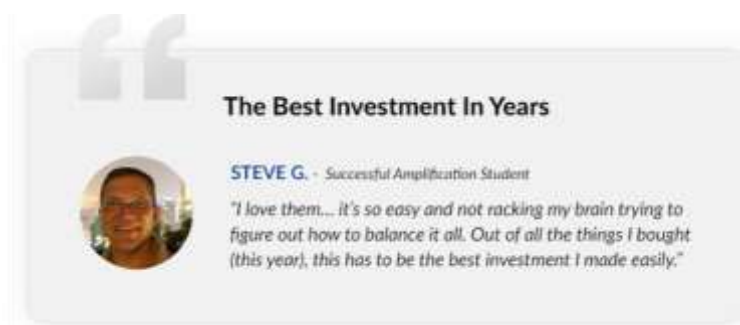 The Best Investment In Years
STEVE G. - Successful Amplification Student
"I love them... it's so easy and not racking my brain trying to
figure out how to balance it all. Out of all the things I bought
(this year), this has to be the best investment I made easily."